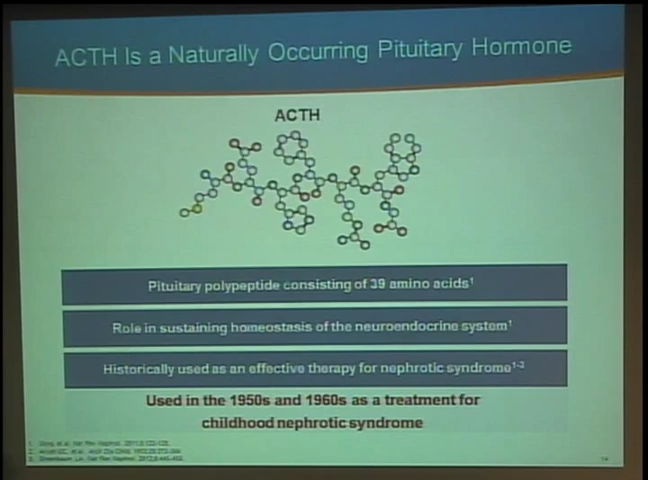 ACTH Is a Naturally Occurring Pituitary Hormone
ACTH
Pituitary polypeptide consisting of 39 amino acids¹
Role in sustaining homeostasis of the neuroendocrine system¹
Historically used as an effective therapy for nephrotic syndrome¹⁻³
Used in the 1950s and 1960s as a treatment for
childhood nephrotic syndrome